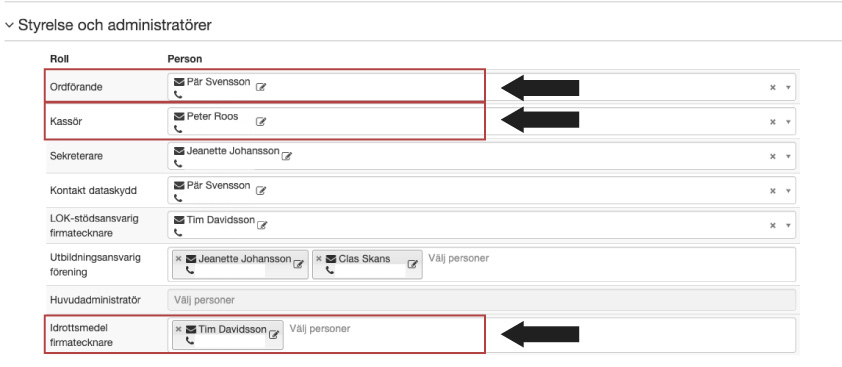 Styrelse och administratörer
Roll Person
Ordförande Pär Svensson
Kassör Peter Roos
Sekreterare Jeanette Johansson
Kontakt dataskydd Pär Svensson
LOK-stödsansvarig
firmatecknare Tim Davidsson
Utbildningsansvarig
förening × Jeanette Johansson × Clas Skans Välj personer
Huvudadministratör Välj personer
Idrottsmedel
firmatecknare × Tim Davidsson Välj personer